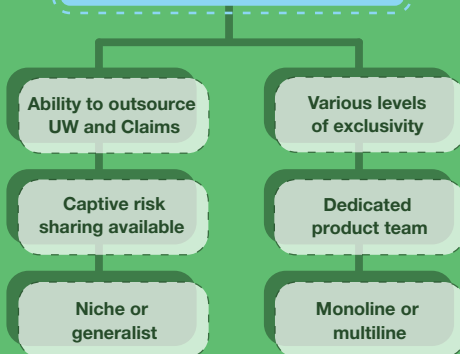 Ability to outsource
UW and Claims
Various levels
of exclusivity
Captive risk
sharing available
Dedicated
product team
Niche or
generalist
Monoline or
multiline